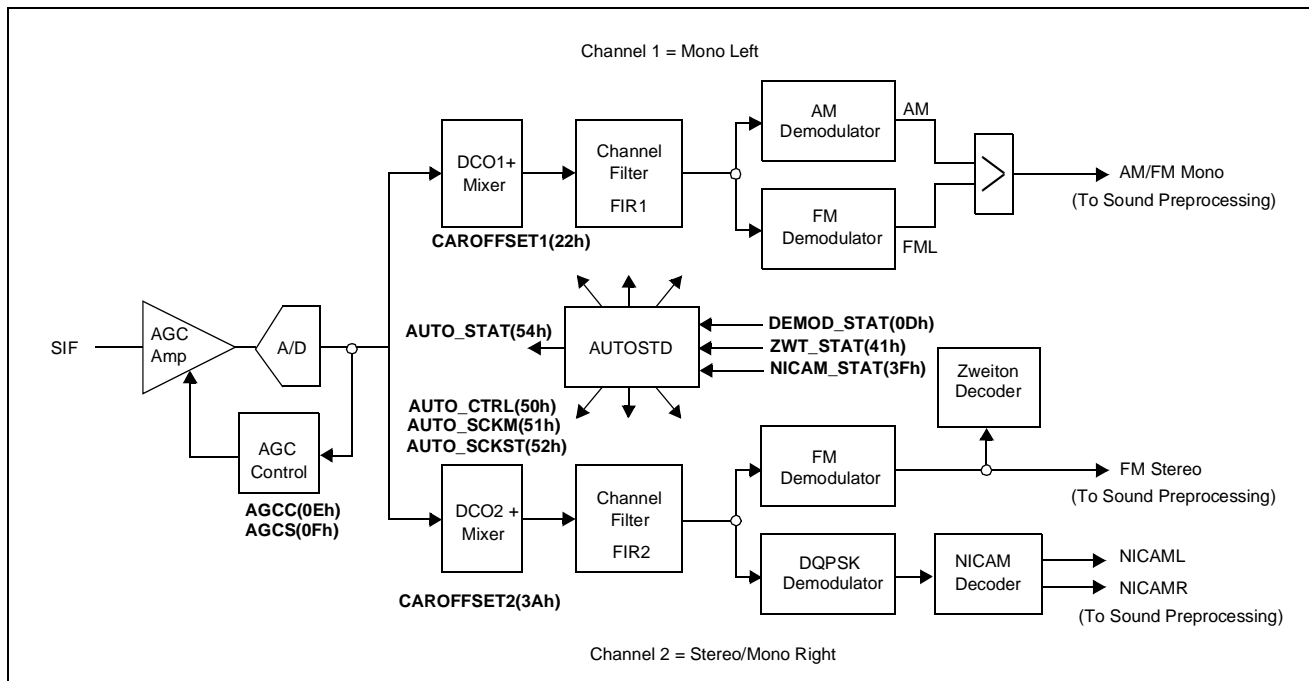 Channel 1 = Mono Left
DCO1+
Mixer
CAROFFSET1(22h)
Channel
Filter
FIR1
AM
Demodulator
AM
FM
Demodulator
FML
AM/FM Mono
(To Sound Preprocessing)
SIF
AGC
Amp
A/D
AGC
Control
AGCC(0Eh)
AGCS(0Fh)
AUTO_STAT(54h)
AUTOSTD
DEMOD_STAT(0Dh)
ZWT_STAT(41h)
NICAM_STAT(3Fh)
AUTO_CTRL(50h)
AUTO_SCKM(51h)
AUTO_SCKST(52h)
DCO2 +
Mixer
CAROFFSET2(3Ah)
Channel
Filter
FIR2
FM
Demodulator
Zweiton
Decoder
FM Stereo
(To Sound Preprocessing)
DQPSK
Demodulator
NICAM
Decoder
NICAML
NICAMR
(To Sound Preprocessing)
Channel 2 = Stereo/Mono Right